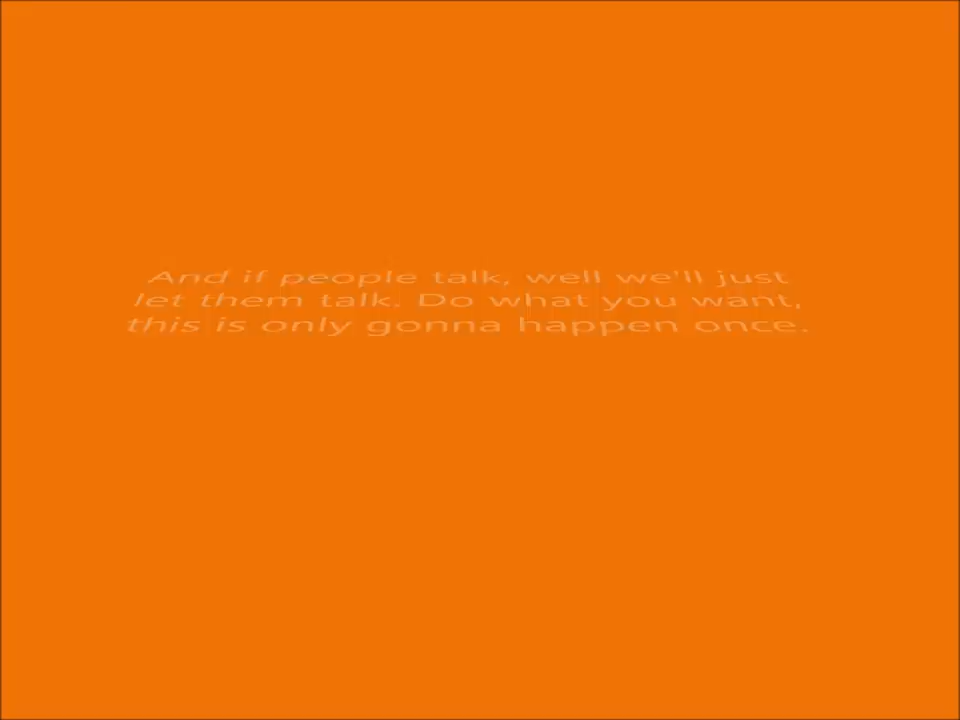 And if people talk, well we'll just
let them talk. Do what you want,
this is only gonna happen once.